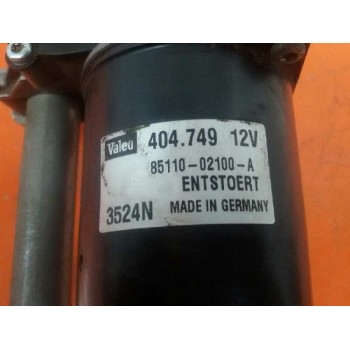 Valeo 404.749 12V
85110-02100-A
ENTSTOERT
3524N MADE IN GERMANY